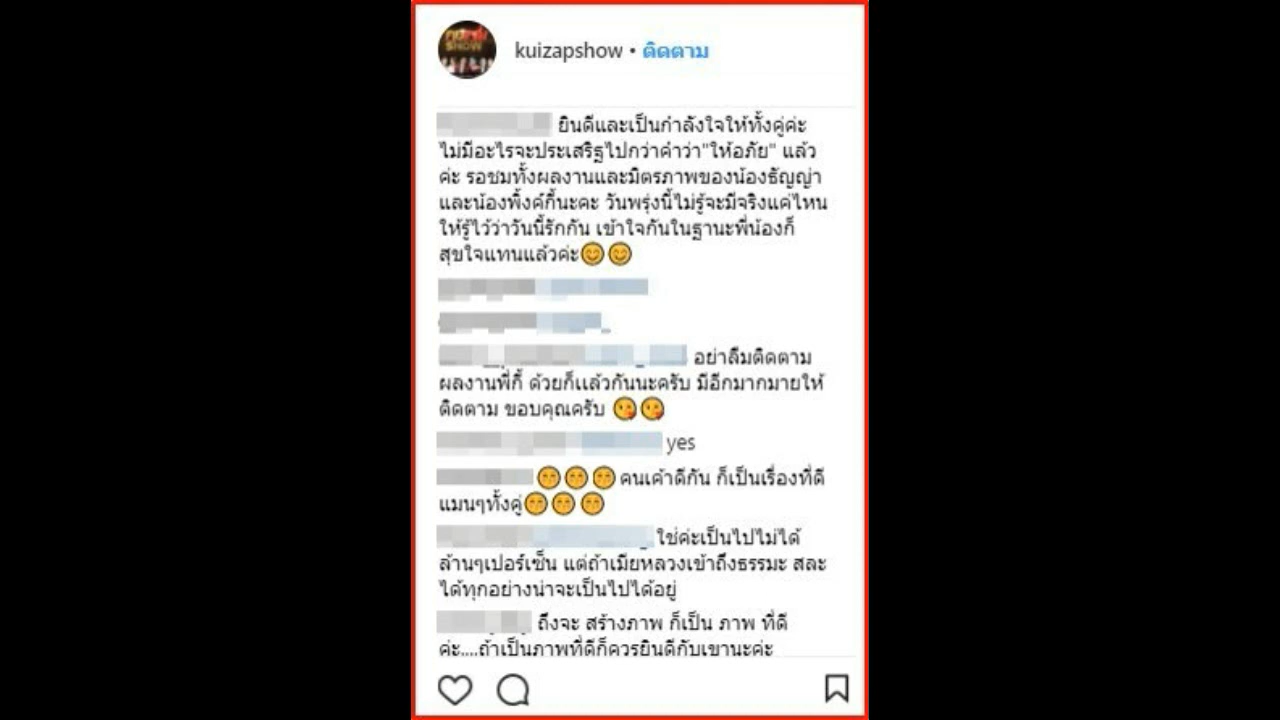 kuizapshow • ติดตาม
ยินดีและเป็นกำลังใจให้ทั้งคู่ค่ะ
ไม่มีอะไรจะประเสริฐไปกว่าคำว่า"ให้อภัย" แล้ว
ค่ะ รอชมทั้งผลงานและมิตรภาพของน้องธัญญ่า
และน้องพิ้งค์กี้นะคะ วันพรุ่งนี้ไม่รู้จะมีจริงแค่ไหน
ให้รู้ไว้ว่าวันนี้รักกัน เข้าใจกันในฐานะพี่น้องก็
สุขใจแทนแล้วค่ะ😊😊
อย่าลืมติดตาม
ผลงานพี่กี้ ด้วยก็แล้วกันนะครับ มีอีกมากมายให้
ติดตาม ขอบคุณครับ 😘😘
yes
😁😁😁คนเค้าดีกัน ก็เป็นเรื่องที่ดี
แมนๆทั้งคู่😁😁😁
ใช่ค่ะเป็นไปไม่ได้
ล้านๆเปอร์เซ็น แต่ถ้าเมียหลวงเข้าถึงธรรมะ สละ
ได้ทุกอย่างน่าจะเป็นไปได้อยู่
ถึงจะ สร้างภาพ ก็เป็น ภาพ ที่ดี
ค่ะ....ถ้าเป็นภาพที่ดีก็ควรยินดีกับเขานะค่ะ